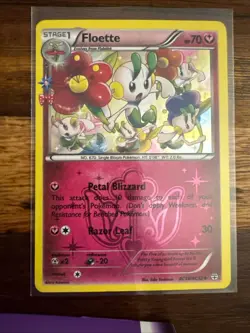 STAGE1
Floette
HP 70
Evolves from Flabébé
NO. 670 Single Bloom Pokémon HT: 0'08" WT: 2.0 lbs.
Petal Blizzard
This attack does 10 damage to each of your
opponent's Pokémon. (Don't apply Weakness and
Resistance for Benched Pokémon.)
Razor Leaf 30
×2 -20